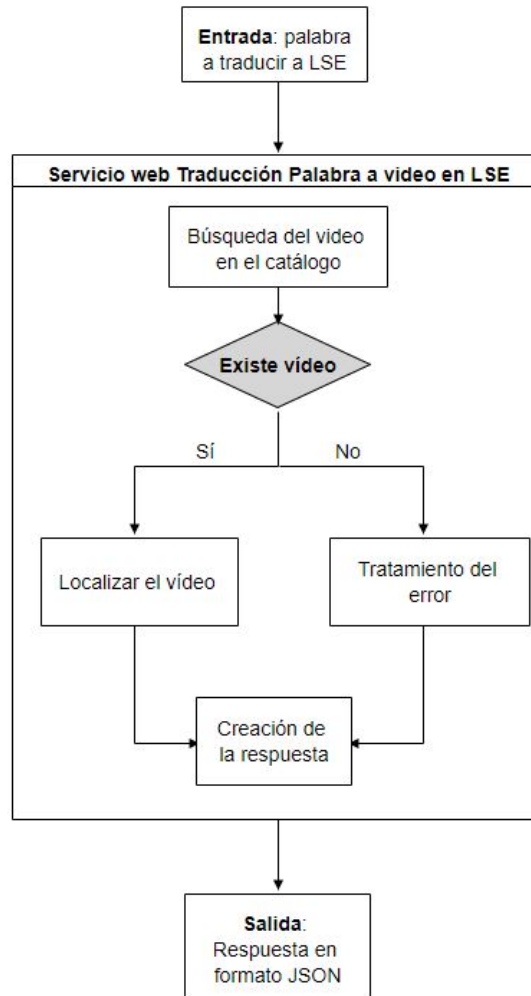 Entrada: palabra
a traducir a LSE
Servicio web Traducción Palabra a video en LSE
Búsqueda del video
en el catálogo
Existe vídeo
Sí
No
Localizar el vídeo
Tratamiento del
error
Creación de
la respuesta
Salida:
Respuesta en
formato JSON